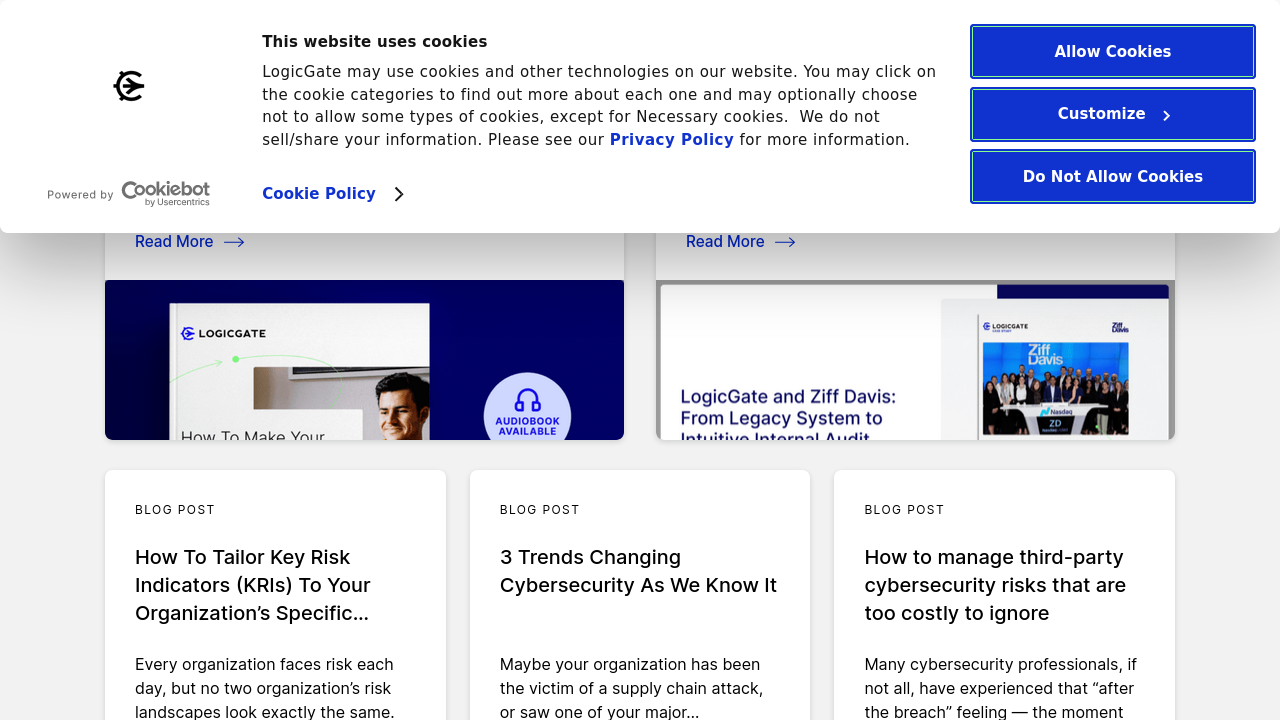 This website uses cookies
LogicGate may use cookies and other technologies on our website. You may click on
the cookie categories to find out more about each one and may optionally choose
not to allow some types of cookies, except for Necessary cookies.  We do not
sell/share your information. Please see our Privacy Policy for more information.
Cookie Policy
Powered by Cookiebot
by Usercentrics
Allow Cookies
Customize
Do Not Allow Cookies
Read More
Read More
LOGICGATE
How To Make Your
AUDIOBOOK
AVAILABLE
LogicGate and Ziff Davis:
From Legacy System to
Intuitive Internal Audit
LOGICGATE
CASE STUDY
Ziff
Davis
Ziff
Davis
Nasdaq
ZD
BLOG POST
How To Tailor Key Risk
Indicators (KRIs) To Your
Organization’s Specific...
Every organization faces risk each
day, but no two organization’s risk
landscapes look exactly the same.
BLOG POST
3 Trends Changing
Cybersecurity As We Know It
Maybe your organization has been
the victim of a supply chain attack,
or saw one of your major...
BLOG POST
How to manage third-party
cybersecurity risks that are
too costly to ignore
Many cybersecurity professionals, if
not all, have experienced that “after
the breach” feeling — the moment